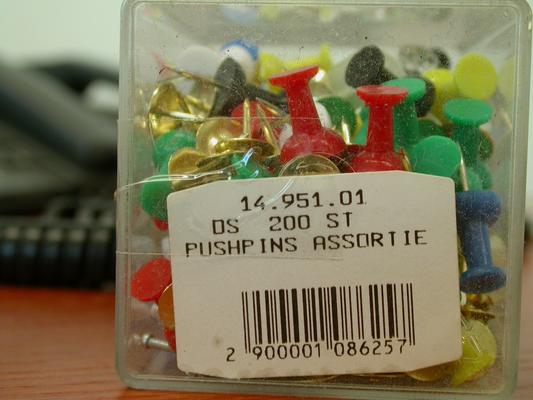 14.951.01
DS 200 ST
PUSHPINS ASSORTIE
2 900001 086257